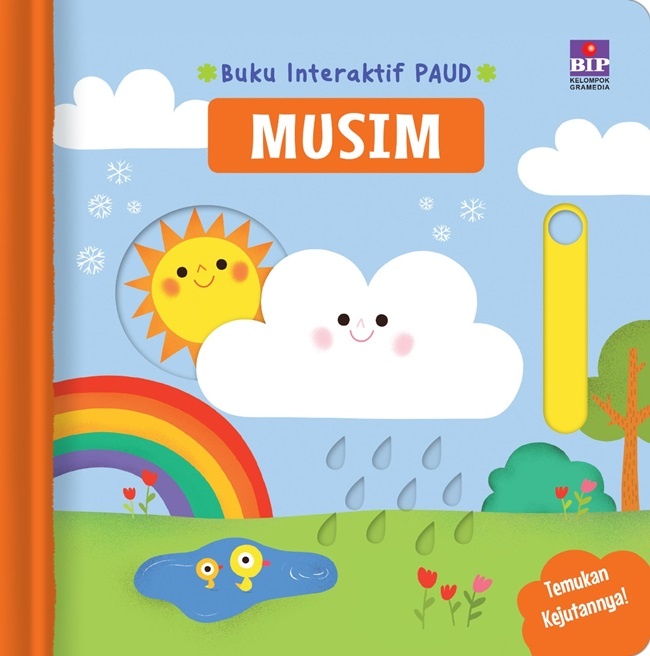 Buku Interaktif PAUD
BIP
KELOMPOK
GRAMEDIA
MUSIM
Temukan
Kejutannya!